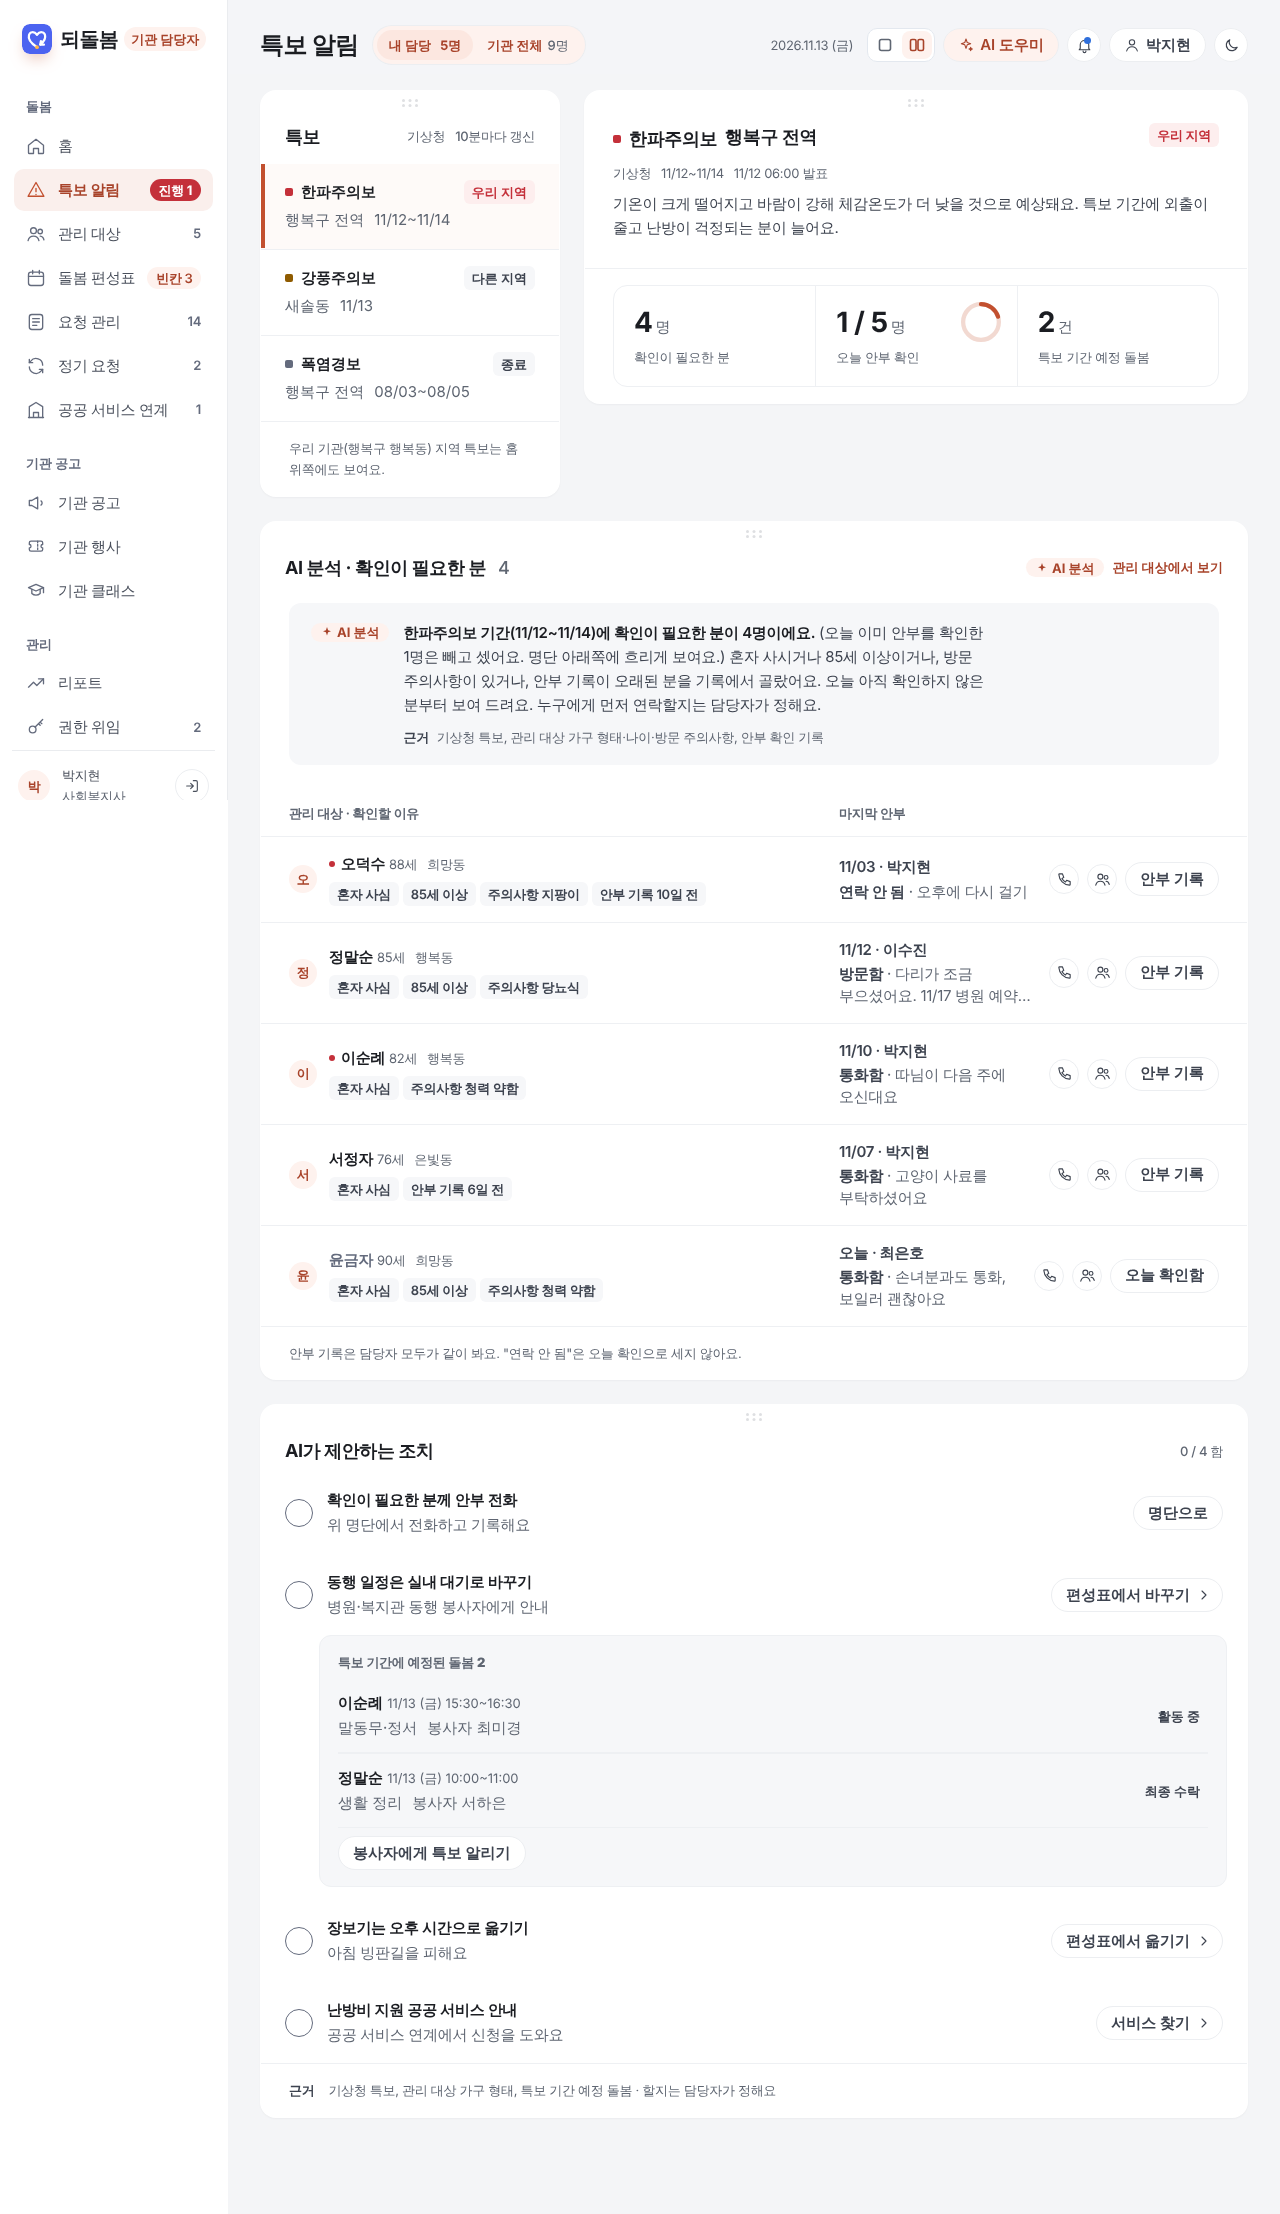 되돌봄 기관 담당자
돌봄
홈
특보 알림 진행 1
관리 대상 5
돌봄 편성표 빈칸 3
요청 관리 14
정기 요청 2
공공 서비스 연계 1
기관 공고
기관 공고
기관 행사
기관 클래스
관리
리포트
권한 위임 2
박 박지현
사회복지사
특보 알림 내 담당 5명 기관 전체 9명
2026.11.13 (금) AI 도우미 박지현
특보 기상청 10분마다 갱신
한파주의보 우리 지역
행복구 전역 11/12~11/14
강풍주의보 다른 지역
새솔동 11/13
폭염경보 종료
행복구 전역 08/03~08/05
우리 기관(행복구 행복동) 지역 특보는 홈
위쪽에도 보여요.
한파주의보 행복구 전역 우리 지역
기상청 11/12~11/14 11/12 06:00 발표
기온이 크게 떨어지고 바람이 강해 체감온도가 더 낮을 것으로 예상돼요. 특보 기간에 외출이
줄고 난방이 걱정되는 분이 늘어요.
4 명
확인이 필요한 분
1 / 5 명
오늘 안부 확인
2 건
특보 기간 예정 돌봄
AI 분석 · 확인이 필요한 분 4 AI 분석 관리 대상에서 보기
AI 분석 한파주의보 기간(11/12~11/14)에 확인이 필요한 분이 4명이에요. (오늘 이미 안부를 확인한
1명은 빼고 셌어요. 명단 아래쪽에 흐리게 보여요.) 혼자 사시거나 85세 이상이거나, 방문
주의사항이 있거나, 안부 기록이 오래된 분을 기록에서 골랐어요. 오늘 아직 확인하지 않은
분부터 보여 드려요. 누구에게 먼저 연락할지는 담당자가 정해요.
근거 기상청 특보, 관리 대상 가구 형태·나이·방문 주의사항, 안부 확인 기록
관리 대상 · 확인할 이유 마지막 안부
오 오덕수 88세 희망동
혼자 사심 85세 이상 주의사항 지팡이 안부 기록 10일 전
11/03 · 박지현
연락 안 됨 · 오후에 다시 걸기
안부 기록
정 정말순 85세 행복동
혼자 사심 85세 이상 주의사항 당뇨식
11/12 · 이수진
방문함 · 다리가 조금
부으셨어요. 11/17 병원 예약…
안부 기록
이 이순례 82세 행복동
혼자 사심 주의사항 청력 약함
11/10 · 박지현
통화함 · 따님이 다음 주에
오신대요
안부 기록
서 서정자 76세 은빛동
혼자 사심 안부 기록 6일 전
11/07 · 박지현
통화함 · 고양이 사료를
부탁하셨어요
안부 기록
윤 윤금자 90세 희망동
혼자 사심 85세 이상 주의사항 청력 약함
오늘 · 최은호
통화함 · 손녀분과도 통화,
보일러 괜찮아요
오늘 확인함
안부 기록은 담당자 모두가 같이 봐요. "연락 안 됨"은 오늘 확인으로 세지 않아요.
AI가 제안하는 조치 0 / 4 함
확인이 필요한 분께 안부 전화
위 명단에서 전화하고 기록해요
명단으로
동행 일정은 실내 대기로 바꾸기
병원·복지관 동행 봉사자에게 안내
편성표에서 바꾸기
특보 기간에 예정된 돌봄 2
이순례 11/13 (금) 15:30~16:30
말동무·정서 봉사자 최미경
활동 중
정말순 11/13 (금) 10:00~11:00
생활 정리 봉사자 서하은
최종 수락
봉사자에게 특보 알리기
장보기는 오후 시간으로 옮기기
아침 빙판길을 피해요
편성표에서 옮기기
난방비 지원 공공 서비스 안내
공공 서비스 연계에서 신청을 도와요
서비스 찾기
근거 기상청 특보, 관리 대상 가구 형태, 특보 기간 예정 돌봄 · 할지는 담당자가 정해요